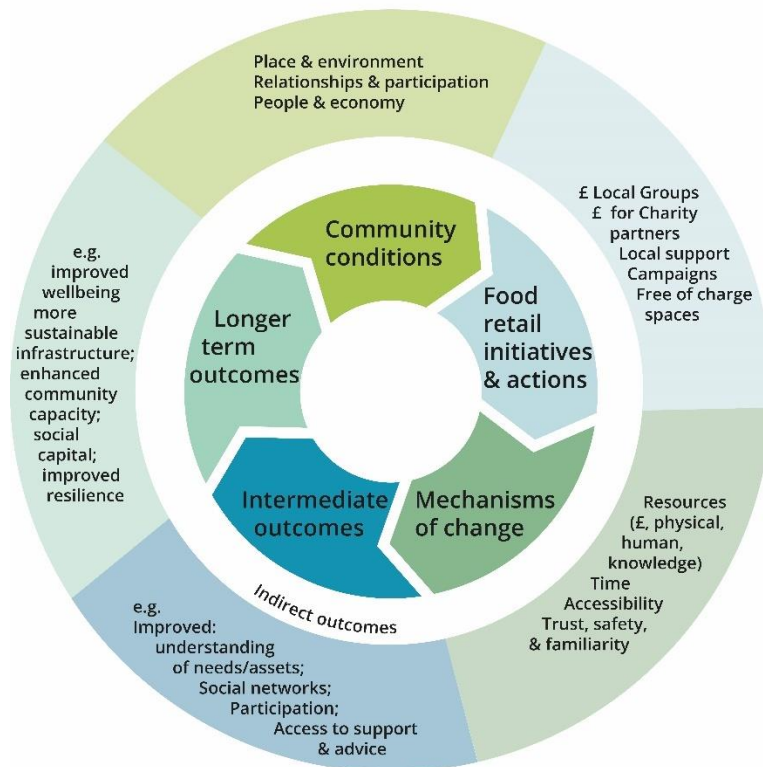 Place & environment
Relationships & participation
People & economy
£ Local Groups
£ for Charity
partners
Local support
Campaigns
Free of charge
spaces
Resources
(£, physical,
human,
knowledge)
Time
Accessibility
Trust, safety,
& familiarity
e.g.
Improved:
understanding
of needs/assets;
Social networks;
Participation;
Access to support
& advice
e.g.
improved
wellbeing
more
sustainable
infrastructure;
enhanced
community
capacity;
social
capital;
improved
resilience
Community
conditions
Food
retail
initiatives
& actions
Mechanisms
of change
Intermediate
outcomes
Longer
term
outcomes
Indirect outcomes